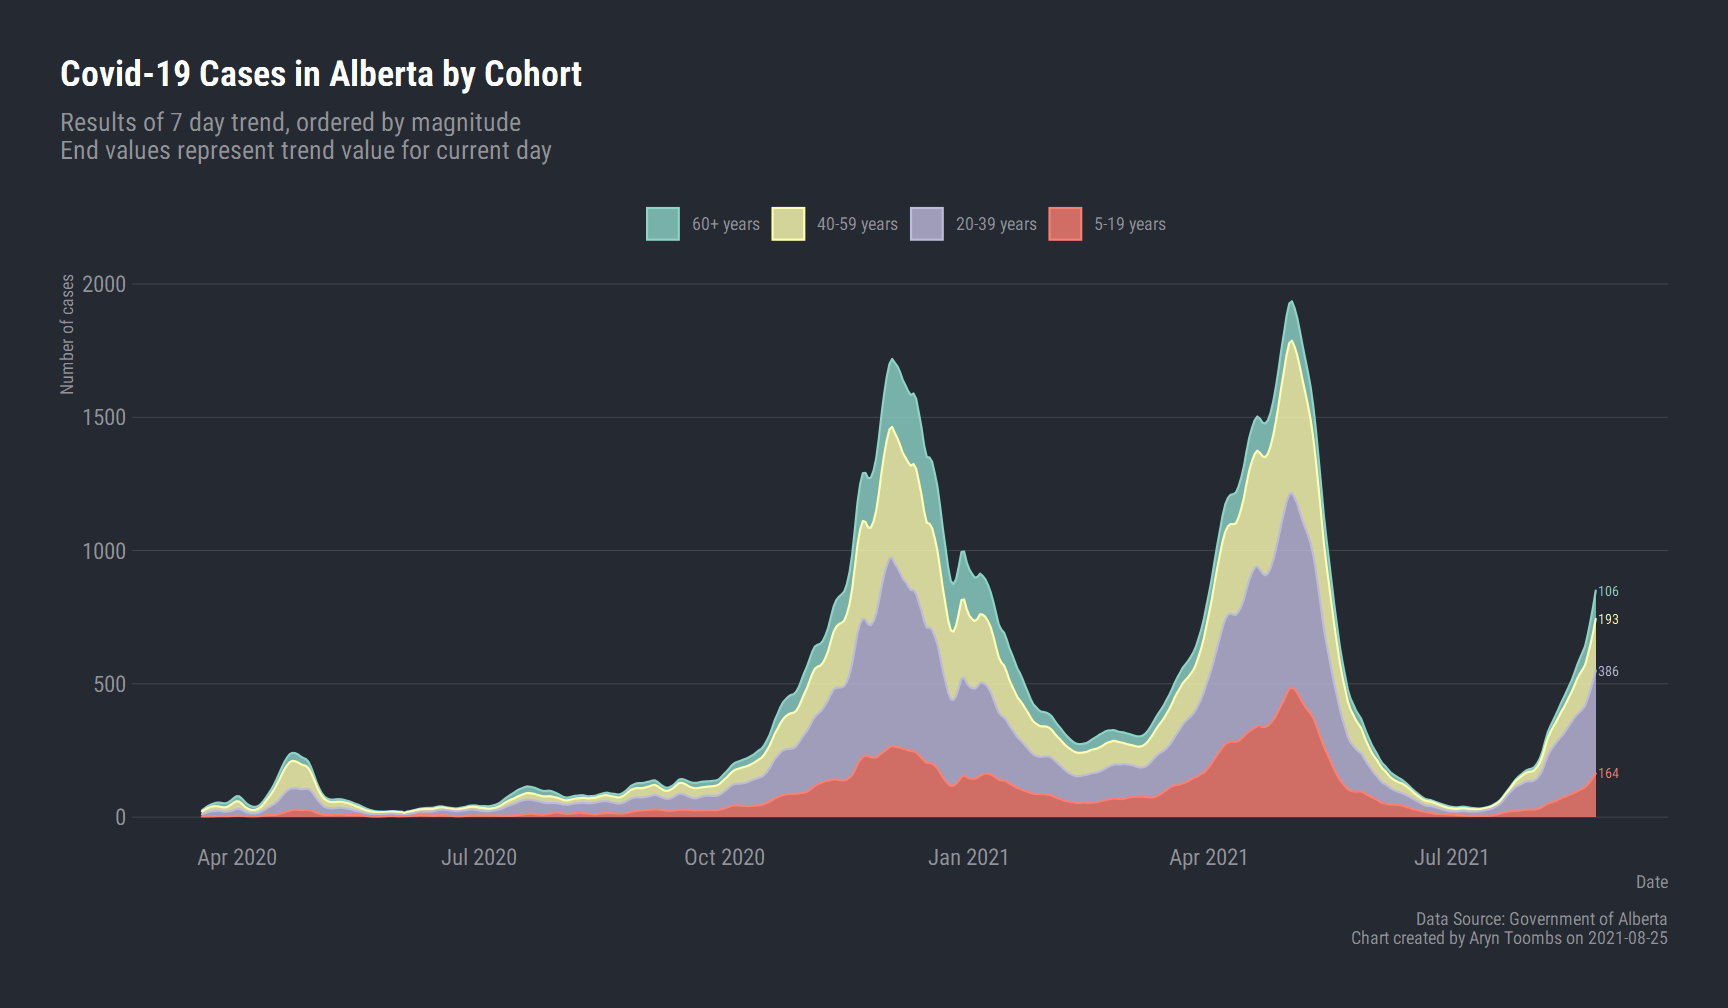 Covid-19 Cases in Alberta by Cohort
Results of 7 day trend, ordered by magnitude
End values represent trend value for current day
60+ years
40-59 years
20-39 years
5-19 years
Number of cases
2000
1500
1000
500
0
106
193
386
164
Apr 2020
Jul 2020
Oct 2020
Jan 2021
Apr 2021
Jul 2021
Date
Data Source: Government of Alberta
Chart created by Aryn Toombs on 2021-08-25